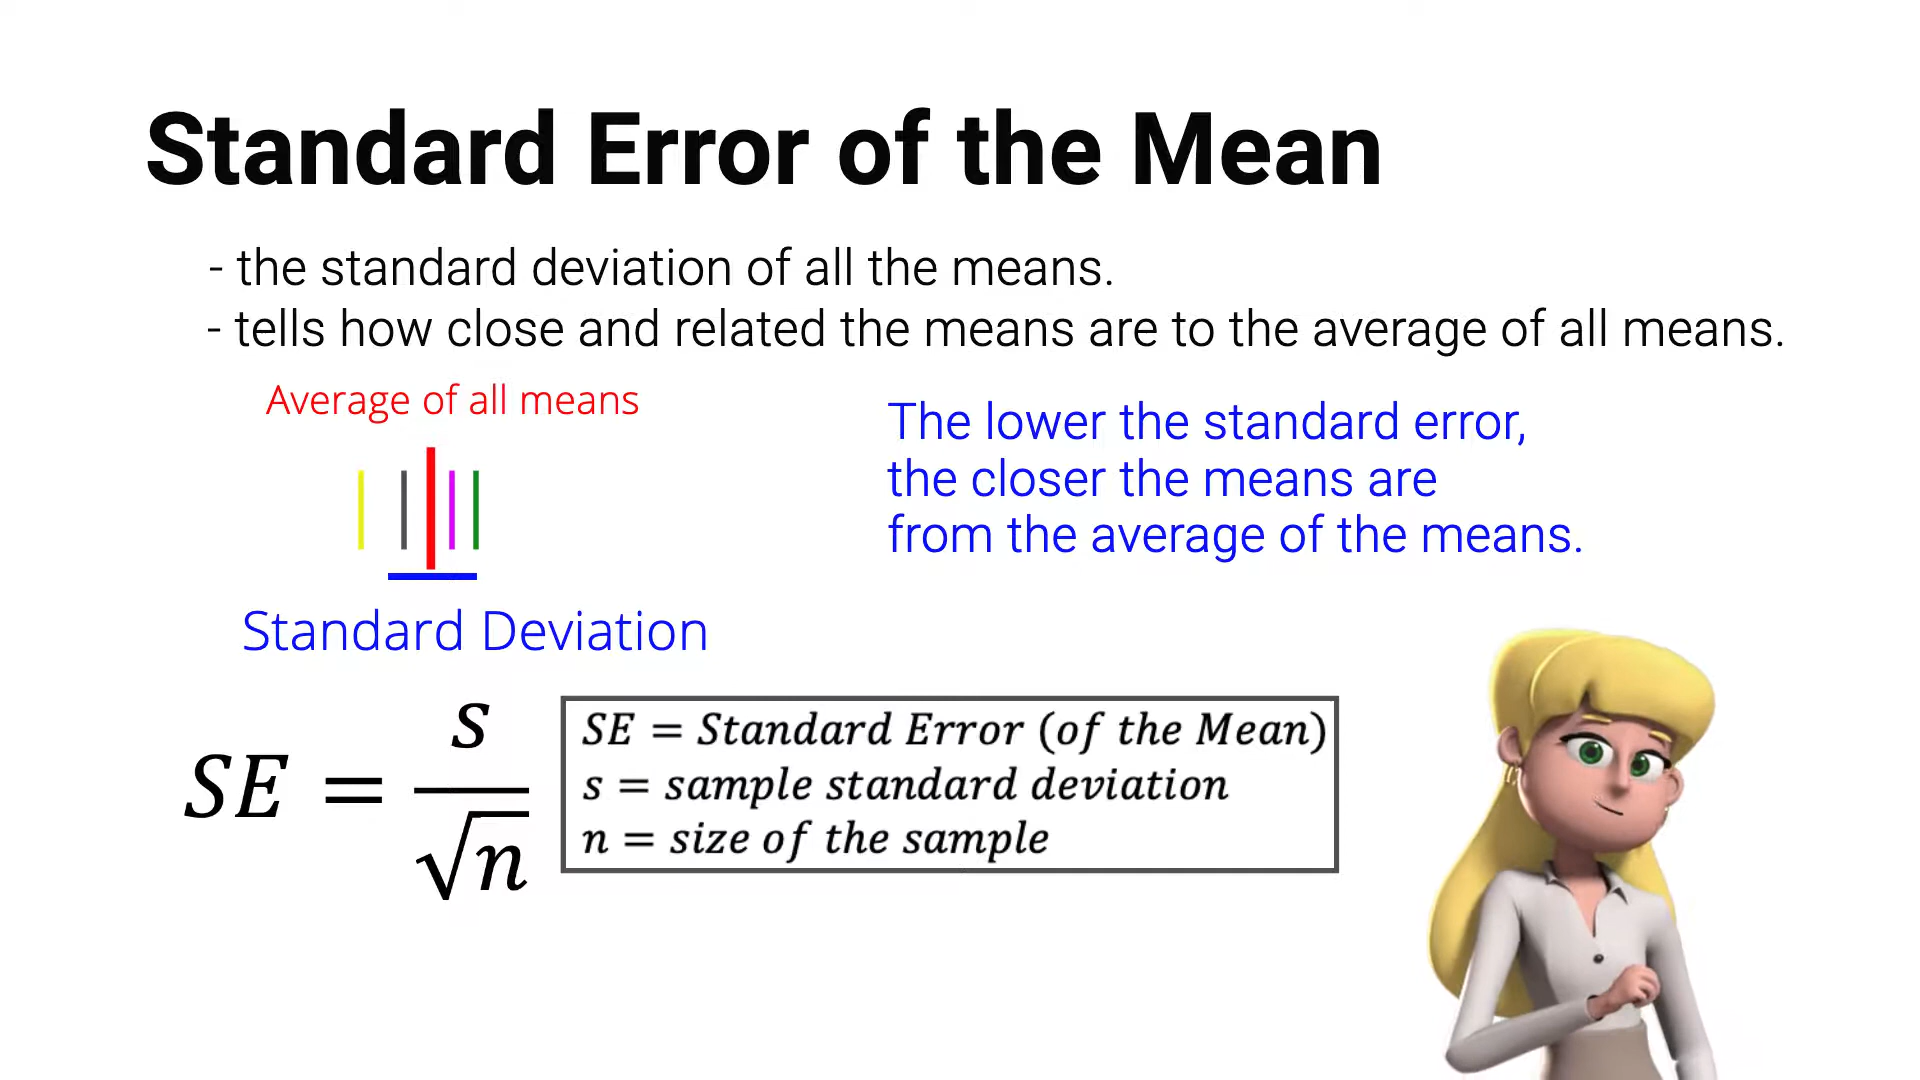 Standard Error of the Mean
- the standard deviation of all the means.
- tells how close and related the means are to the average of all means.
Average of all means
The lower the standard error,
the closer the means are
from the average of the means.
Standard Deviation
SE = s/√n
SE = Standard Error (of the Mean)
s = sample standard deviation
n = size of the sample